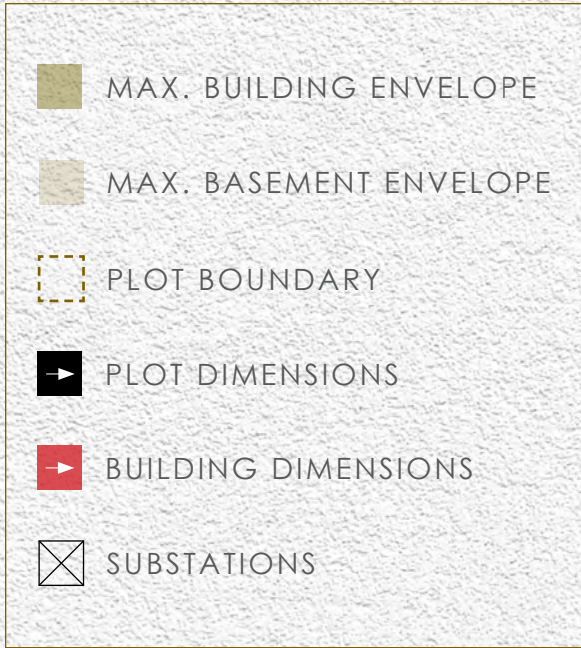 MAX. BUILDING ENVELOPE
MAX. BASEMENT ENVELOPE
PLOT BOUNDARY
PLOT DIMENSIONS
BUILDING DIMENSIONS
SUBSTATIONS